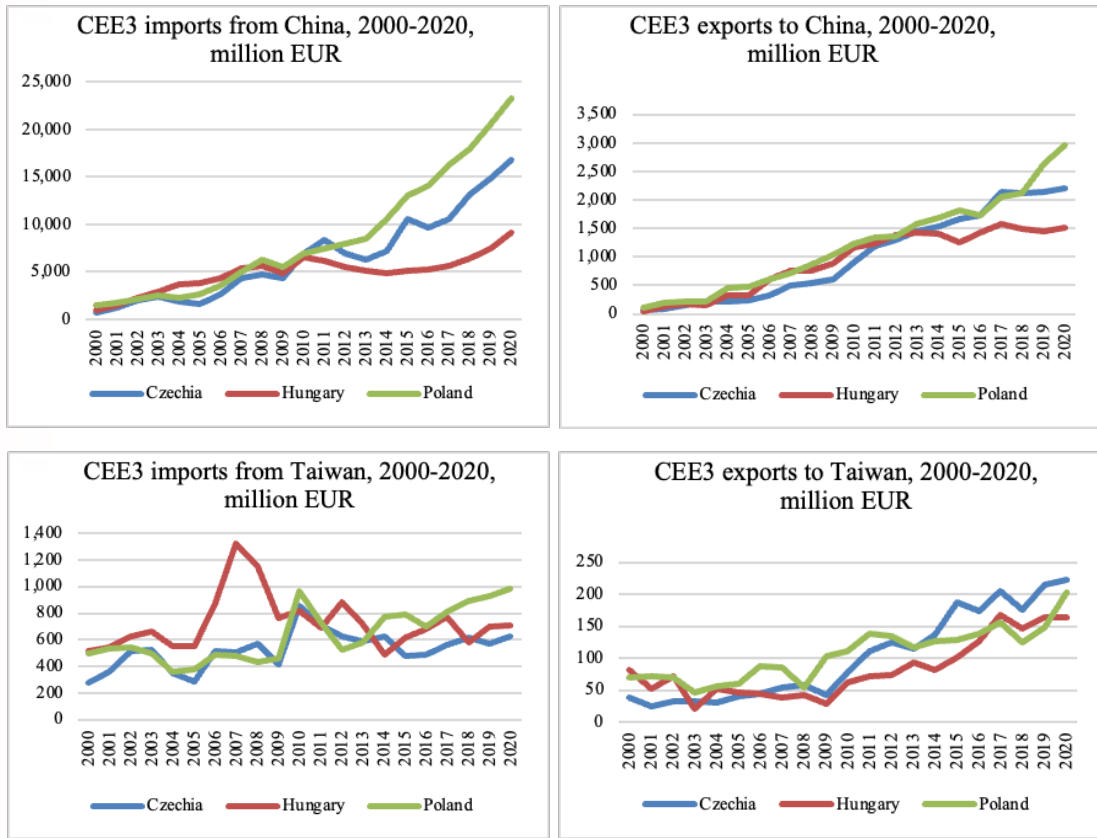 CEE3 imports from China, 2000-2020,
million EUR
25,000
20,000
15,000
10,000
5,000
0
2000 2001 2002 2003 2004 2005 2006 2007 2008 2009 2010 2011 2012 2013 2014 2015 2016 2017 2018 2019 2020
Czechia Hungary Poland
CEE3 exports to China, 2000-2020,
million EUR
3,500
3,000
2,500
2,000
1,500
1,000
500
0
2000 2001 2002 2003 2004 2005 2006 2007 2008 2009 2010 2011 2012 2013 2014 2015 2016 2017 2018 2019 2020
Czechia Hungary Poland
CEE3 imports from Taiwan, 2000-2020,
million EUR
1,400
1,200
1,000
800
600
400
200
0
2000 2001 2002 2003 2004 2005 2006 2007 2008 2009 2010 2011 2012 2013 2014 2015 2016 2017 2018 2019 2020
Czechia Hungary Poland
CEE3 exports to Taiwan, 2000-2020,
million EUR
250
200
150
100
50
0
2000 2001 2002 2003 2004 2005 2006 2007 2008 2009 2010 2011 2012 2013 2014 2015 2016 2017 2018 2019 2020
Czechia Hungary Poland